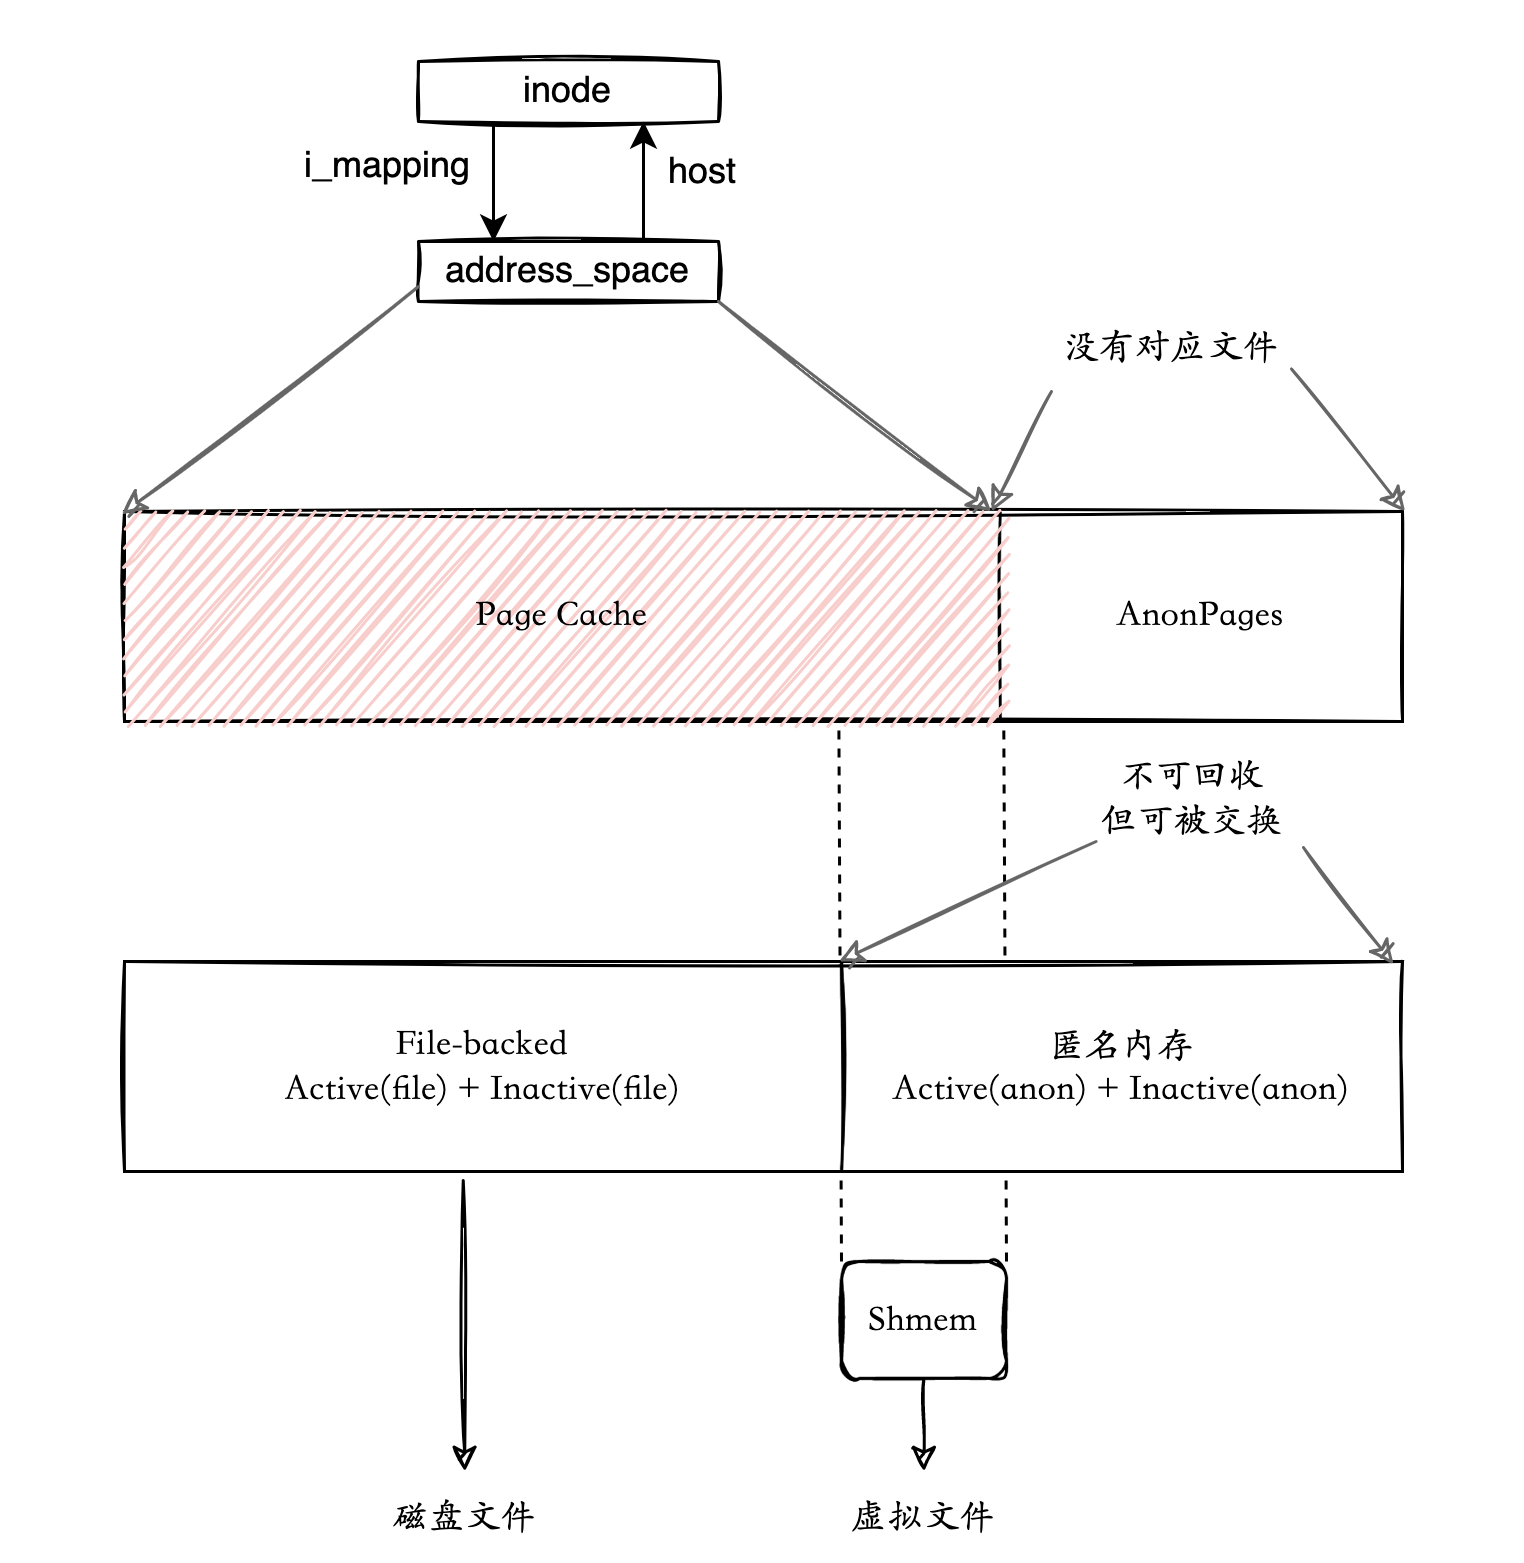 inode
i_mapping
host
address_space
没有对应文件
Page Cache
AnonPages
不可回收
但可被交换
File-backed
Active(file) + Inactive(file)
匿名内存
Active(anon) + Inactive(anon)
Shmem
磁盘文件
虚拟文件